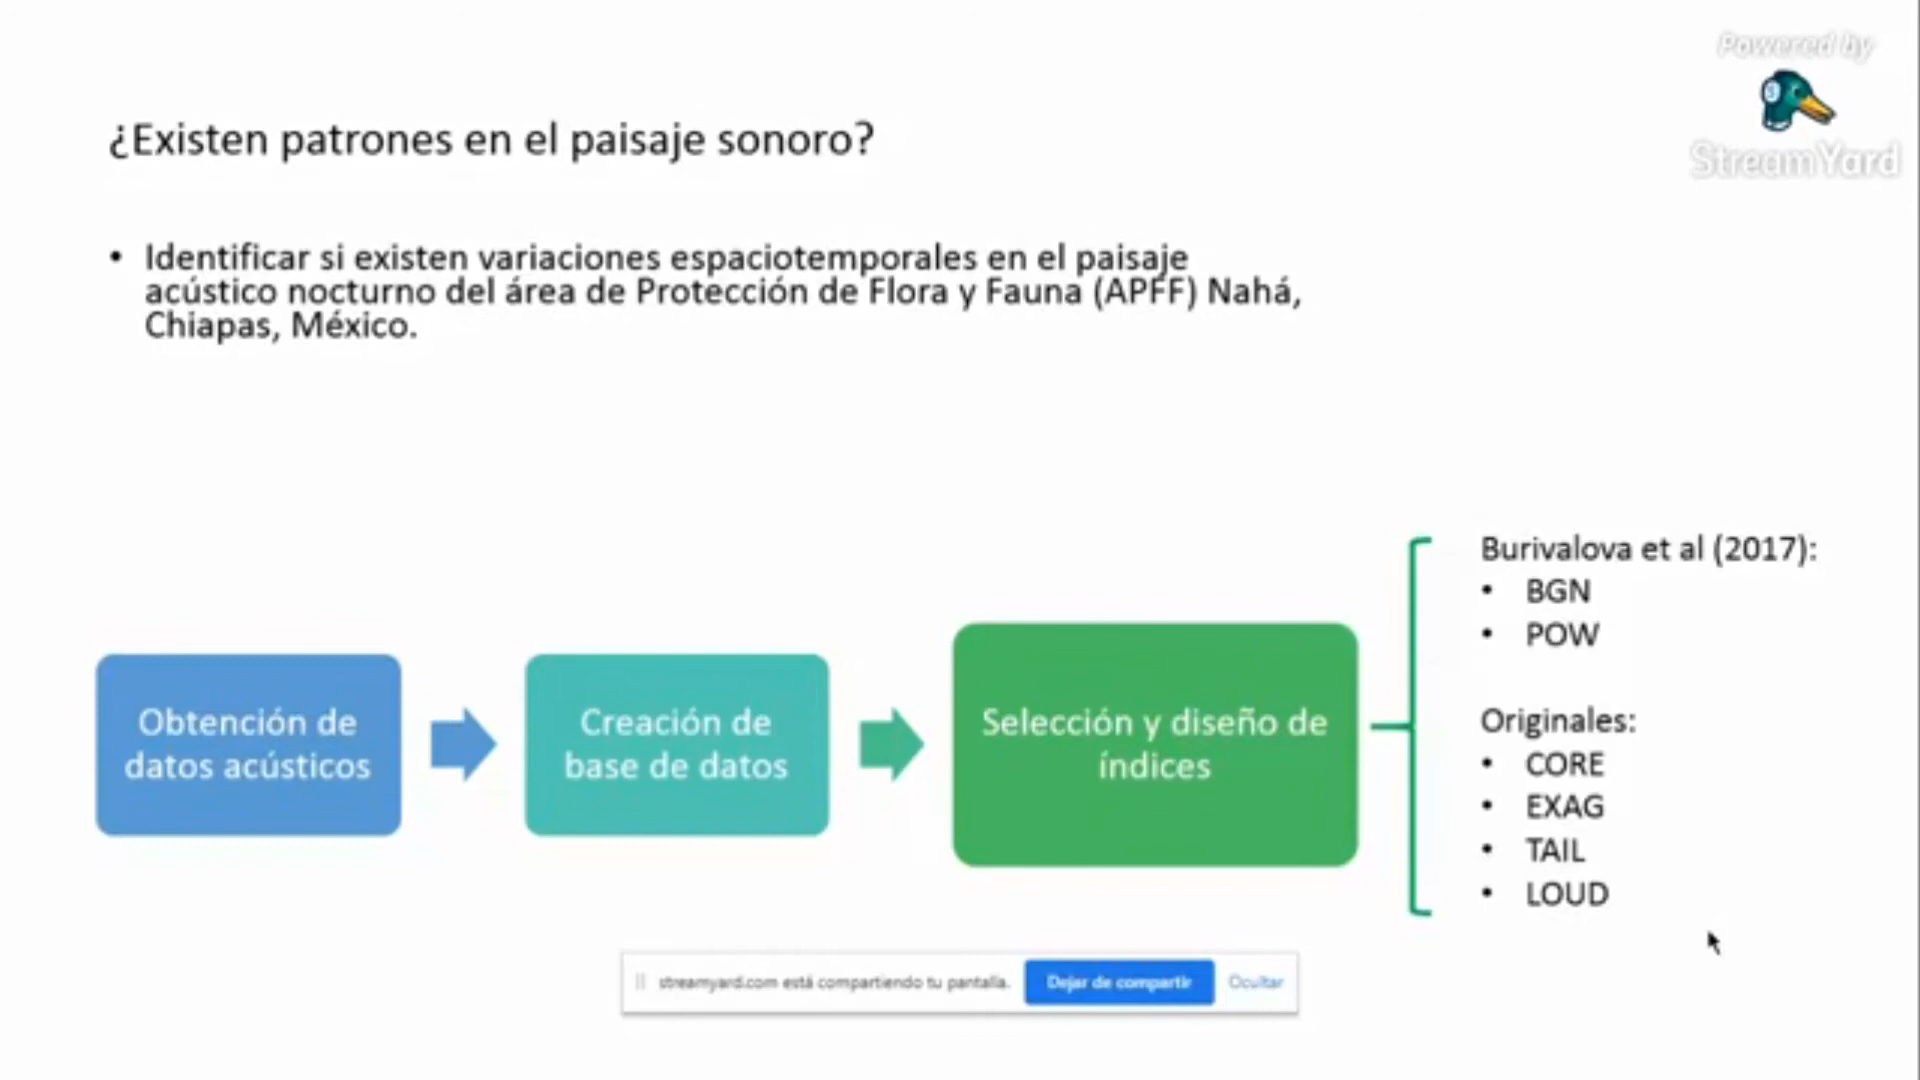 Powered by
StreamYard
¿Existen patrones en el paisaje sonoro?
• Identificar si existen variaciones espaciotemporales en el paisaje
acústico nocturno del área de Protección de Flora y Fauna (APFF) Nahá,
Chiapas, México.
Obtención de
datos acústicos
Creación de
base de datos
Selección y diseño de
índices
Burivalova et al (2017):
• BGN
• POW
Originales:
• CORE
• EXAG
• TAIL
• LOUD
streamyard.com está compartiendo tu pantalla.
Dejar de compartir
Ocultar